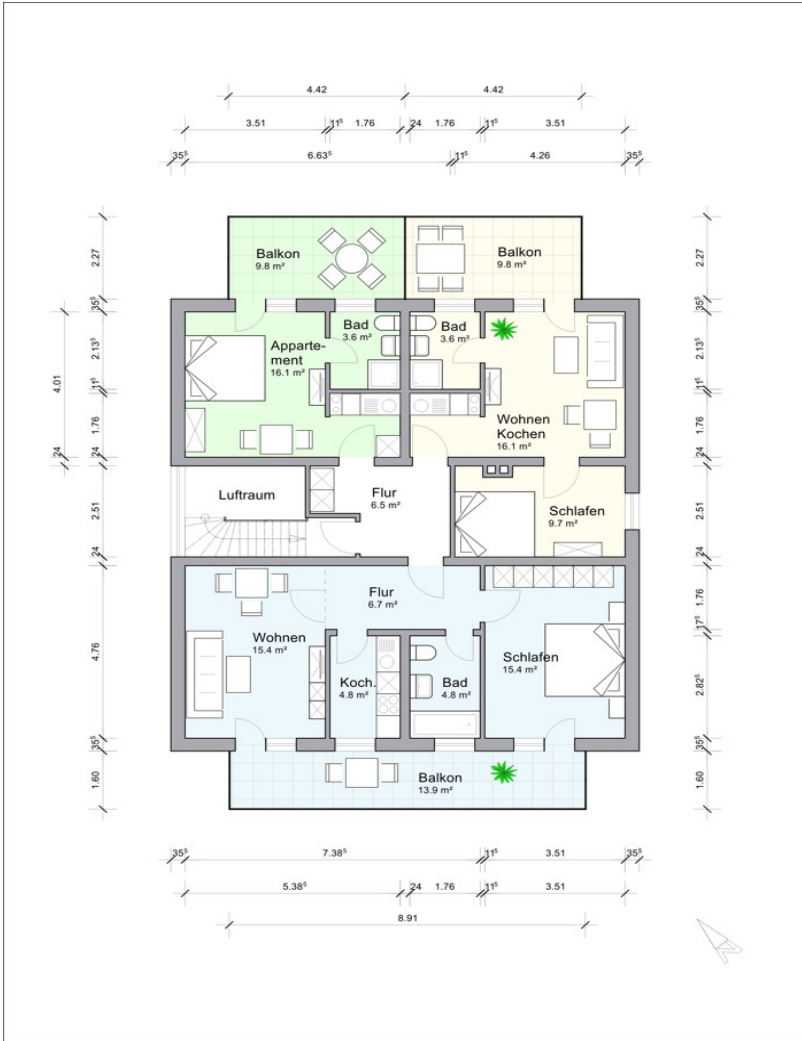 4.42 4.42
3.51 11⁵ 1.76 24 1.76 11⁵ 3.51
35⁵ 6.63⁵ 11⁵ 4.26 35⁵
2.27
35⁵
2.13⁵
11⁵
1.76
24
2.51
24
4.76
35⁵
1.60
4.01
24
Balkon
9.8 m²
Balkon
9.8 m²
Bad
3.6 m²
Bad
3.6 m²
Apparte-
ment
16.1 m²
Wohnen
Kochen
16.1 m²
Luftraum
Flur
6.5 m²
Schlafen
9.7 m²
Flur
6.7 m²
Wohnen
15.4 m²
Koch.
4.8 m²
Bad
4.8 m²
Schlafen
15.4 m²
Balkon
13.9 m²
2.27
35⁵
2.13⁵
11⁵
1.76
24
2.51
24
1.76
17⁵
2.82⁵
35⁵
1.60
35⁵ 7.38⁵ 11⁵ 3.51 35⁵
5.38⁵ 24 1.76 11⁵ 3.51
8.91
N